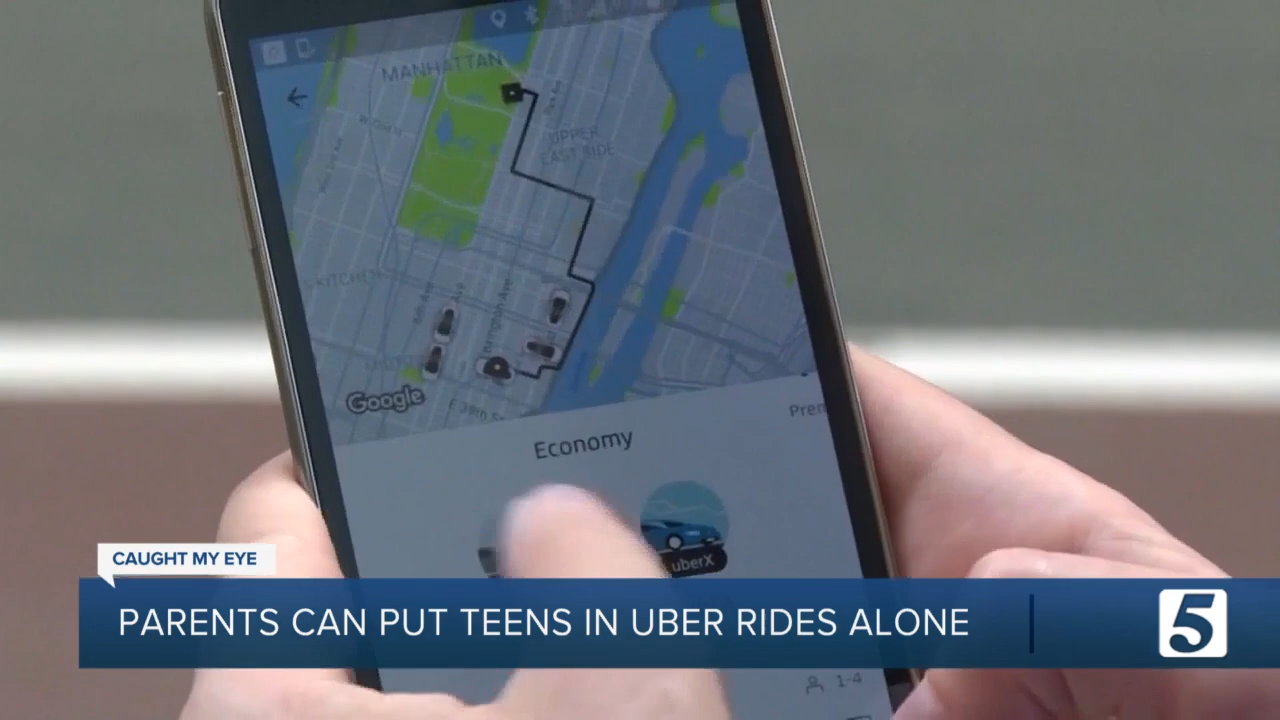 MANHATTAN
UPPER
EAST SIDE
KITCHEN
Google
Economy
uberX
1-4
CAUGHT MY EYE
PARENTS CAN PUT TEENS IN UBER RIDES ALONE
5